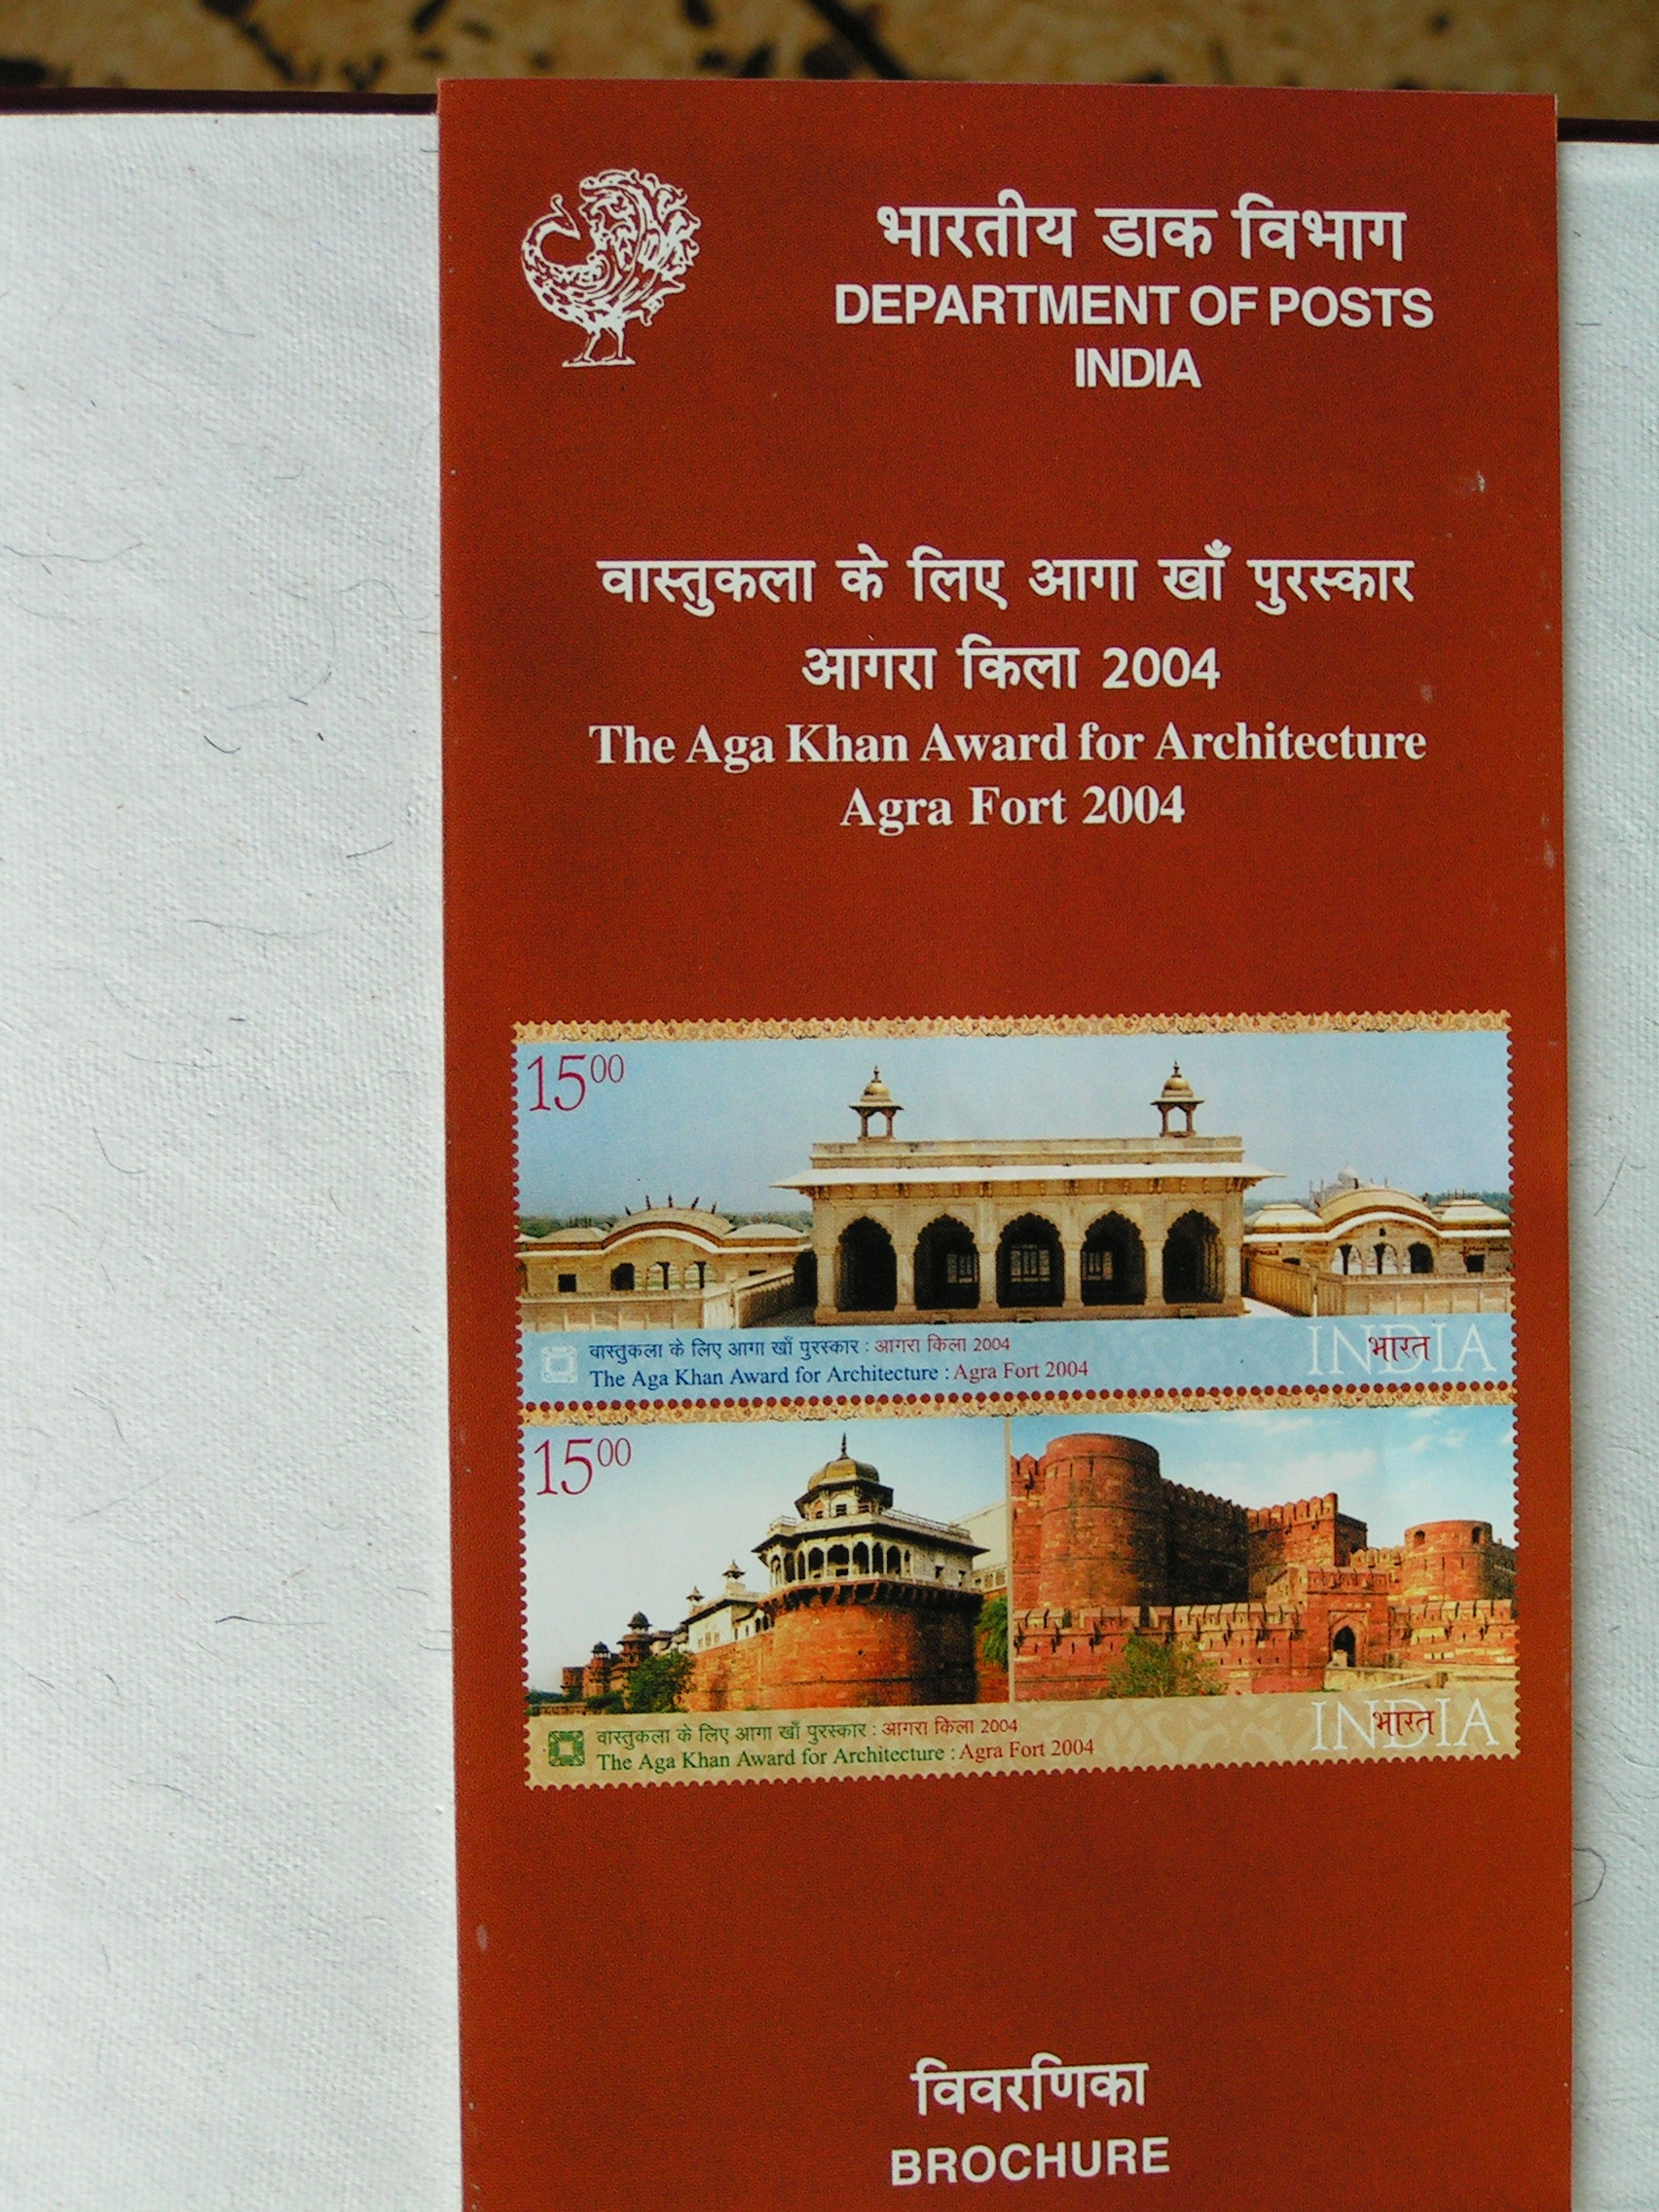 भारतीय डाक विभाग
DEPARTMENT OF POSTS
INDIA
वास्तुकला के लिए आगा खाँ पुरस्कार
आगरा किला 2004
The Aga Khan Award for Architecture
Agra Fort 2004
1500
वास्तुकला के लिए आगा खाँ पुरस्कार : आगरा किला 2004
The Aga Khan Award for Architecture : Agra Fort 2004
INDIA भारत
1500
वास्तुकला के लिए आगा खाँ पुरस्कार : आगरा किला 2004
The Aga Khan Award for Architecture : Agra Fort 2004
INDIA भारत
विवरणिका
BROCHURE